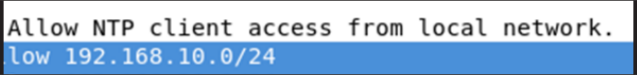 Allow NTP client access from local network.
low 192.168.10.0/24